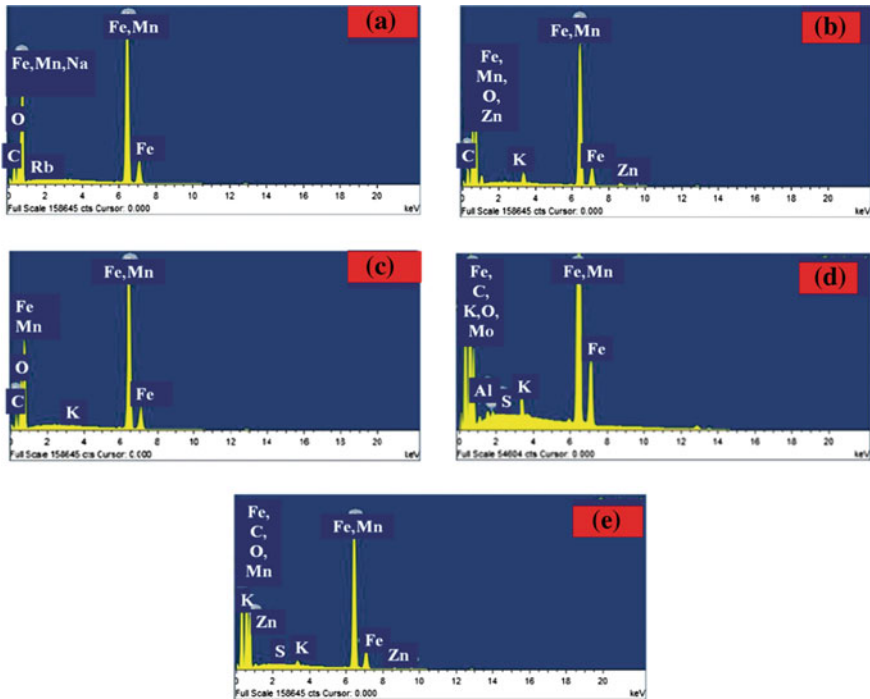 (a)
Fe,Mn
Fe,Mn,Na
O
C
Rb
Fe
0 2 4 6 8 10 12 14 16 18 20
Full Scale 158645 cts Cursor: 0.000
keV
(b)
Fe,Mn
Fe,
Mn,
O,
Zn
C
K
Fe
Zn
0 2 4 6 8 10 12 14 16 18 20
Full Scale 158645 cts Cursor: 0.000
keV
(c)
Fe,Mn
Fe
Mn
O
C
K
Fe
0 2 4 6 8 10 12 14 16 18 20
Full Scale 158645 cts Cursor: 0.000
keV
(d)
Fe,
C,
K,O,
Mo
Fe,Mn
Fe
Al
S
K
0 2 4 6 8 10 12 14 16 18 20
Full Scale 54604 cts Cursor: 0.000
keV
(e)
Fe,
C,
O,
Mn
Fe,Mn
K
Zn
S
K
Fe
Zn
0 2 4 6 8 10 12 14 16 18 20
Full Scale 158645 cts Cursor: 0.000
keV